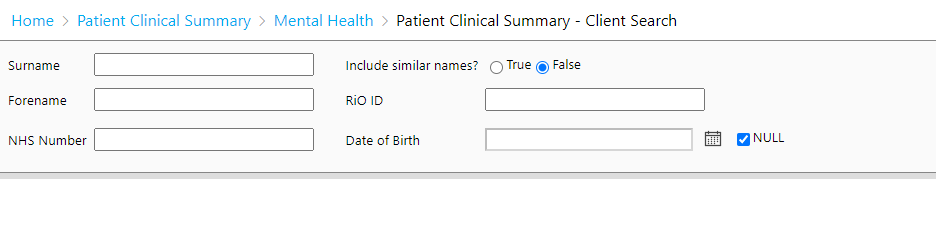 Home > Patient Clinical Summary > Mental Health > Patient Clinical Summary - Client Search
Surname Include similar names? True False
Forename RiO ID
NHS Number Date of Birth NULL